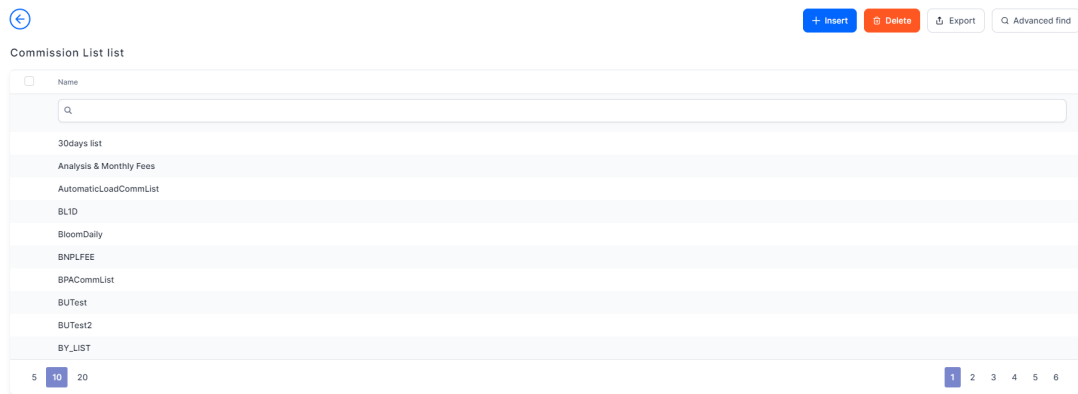 Insert Delete Export Advanced find
Commission List list
Name
30days list
Analysis & Monthly Fees
AutomaticLoadCommList
BL1D
BloomDaily
BNPLFEE
BPACommList
BUTest
BUTest2
BY_LIST
5 10 20 1 2 3 4 5 6